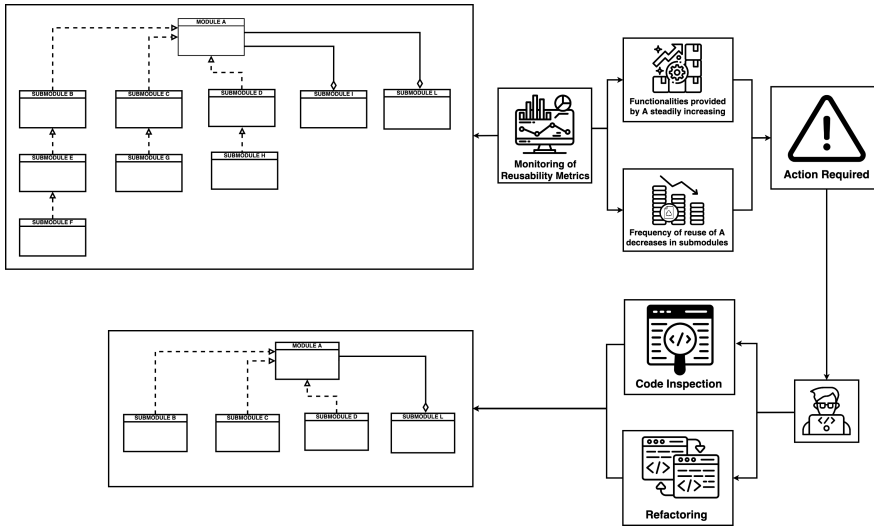 MODULE A
SUBMODULE B
SUBMODULE C
SUBMODULE D
SUBMODULE I
SUBMODULE L
SUBMODULE E
SUBMODULE G
SUBMODULE H
SUBMODULE F
Monitoring of
Reusability Metrics
Functionalities provided
by A steadily increasing
Frequency of reuse of A
decreases in submodules
Action Required
MODULE A
SUBMODULE B
SUBMODULE C
SUBMODULE D
SUBMODULE L
</>
Code Inspection
</>
</>
</>
Refactoring